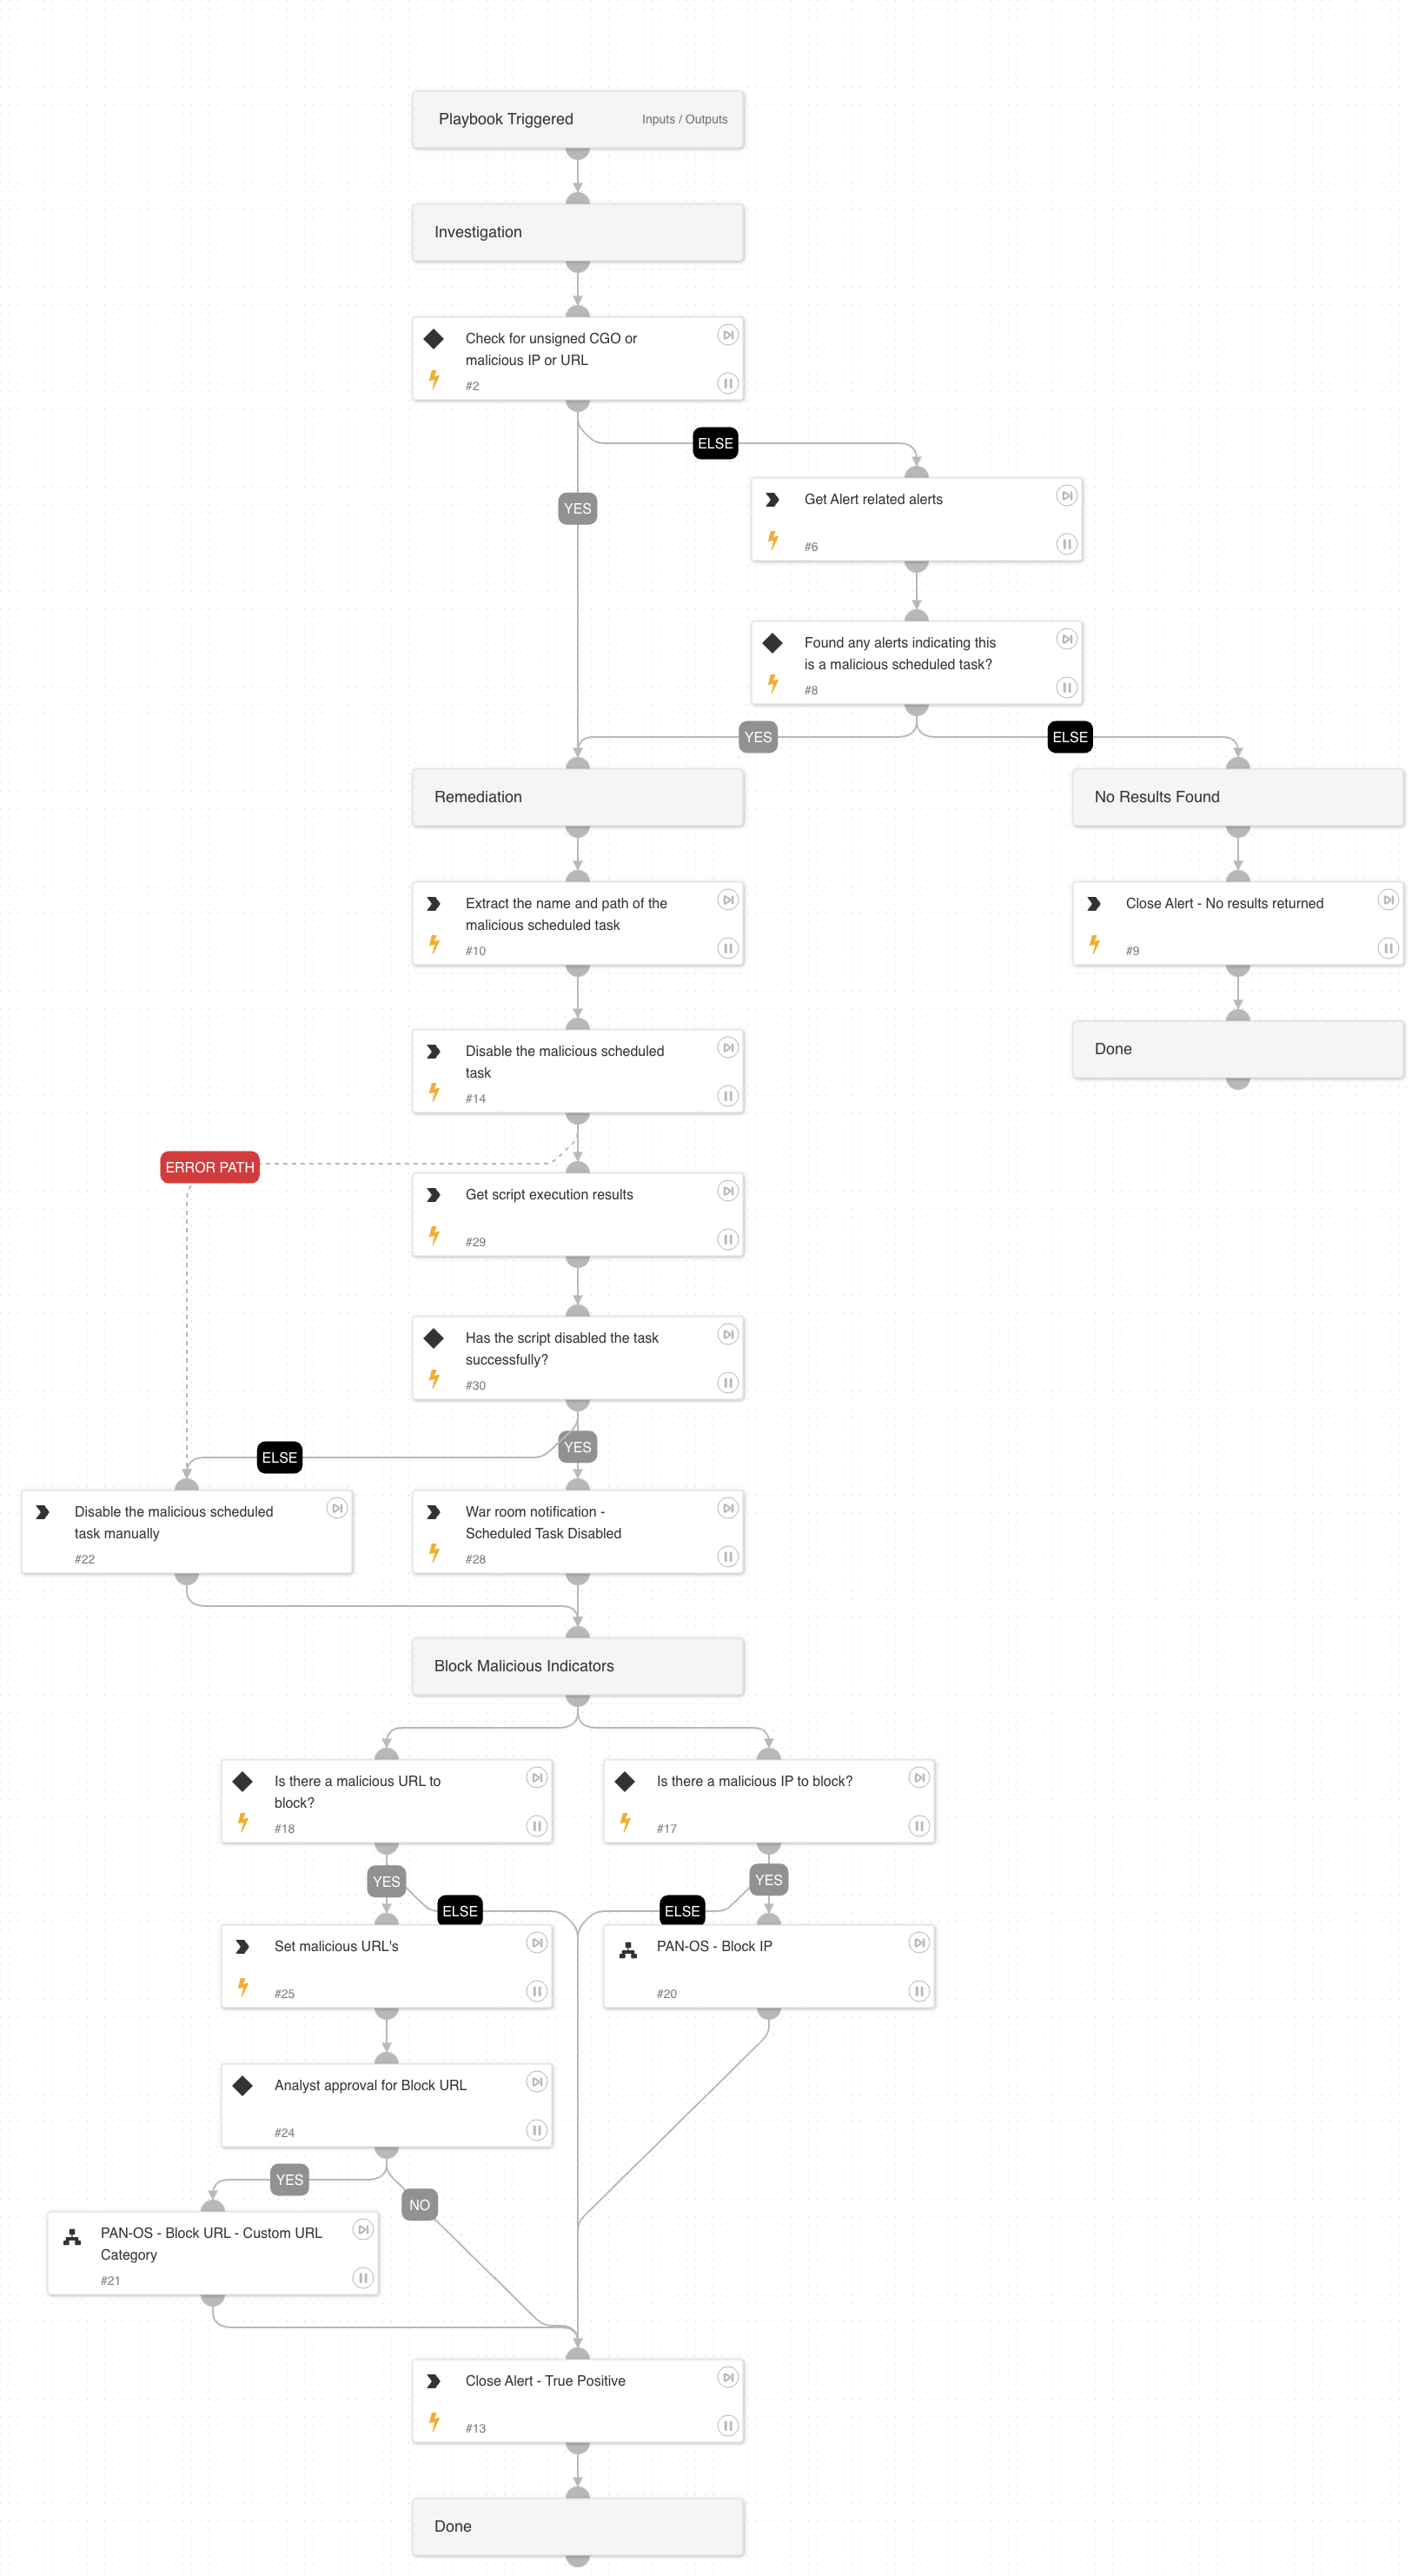 Playbook Triggered Inputs / Outputs
Investigation
Check for unsigned CGO or
malicious IP or URL
#2
ELSE
YES
Get Alert related alerts
#6
Found any alerts indicating this
is a malicious scheduled task?
#8
YES
ELSE
Remediation
No Results Found
Extract the name and path of the
malicious scheduled task
#10
Close Alert - No results returned
#9
Disable the malicious scheduled
task
#14
Done
ERROR PATH
Get script execution results
#29
Has the script disabled the task
successfully?
#30
YES
ELSE
Disable the malicious scheduled
task manually
#22
War room notification -
Scheduled Task Disabled
#28
Block Malicious Indicators
Is there a malicious URL to
block?
#18
Is there a malicious IP to block?
#17
YES
ELSE
YES
ELSE
Set malicious URL's
#25
PAN-OS - Block IP
#20
Analyst approval for Block URL
#24
YES
NO
PAN-OS - Block URL - Custom URL
Category
#21
Close Alert - True Positive
#13
Done